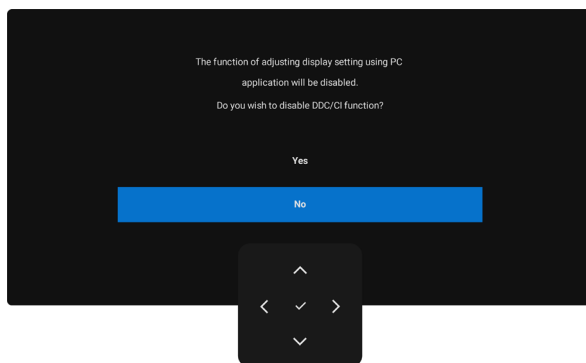 The function of adjusting display setting using PC
application will be disabled.
Do you wish to disable DDC/CI function?
Yes
No